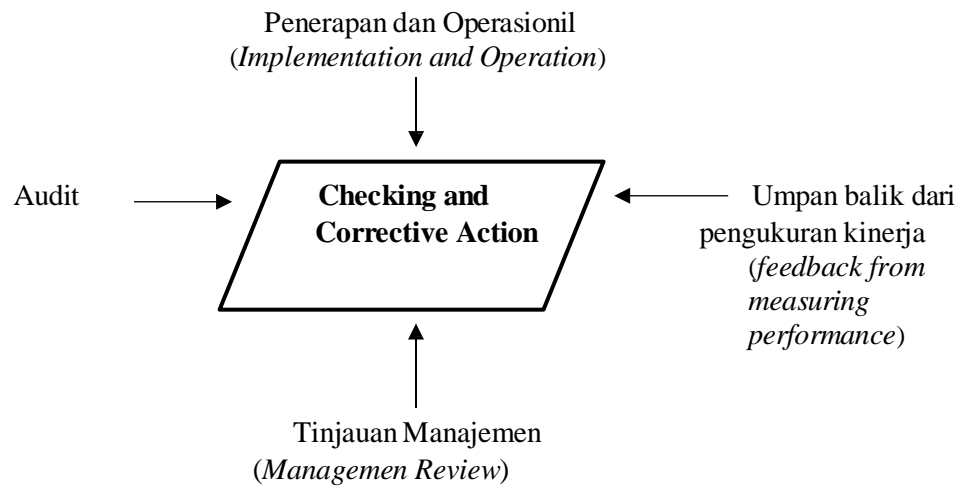 Penerapan dan Operasionil
(Implementation and Operation)
Audit
Checking and
Corrective Action
Umpan balik dari
pengukuran kinerja
(feedback from
measuring
performance)
Tinjauan Manajemen
(Managemen Review)